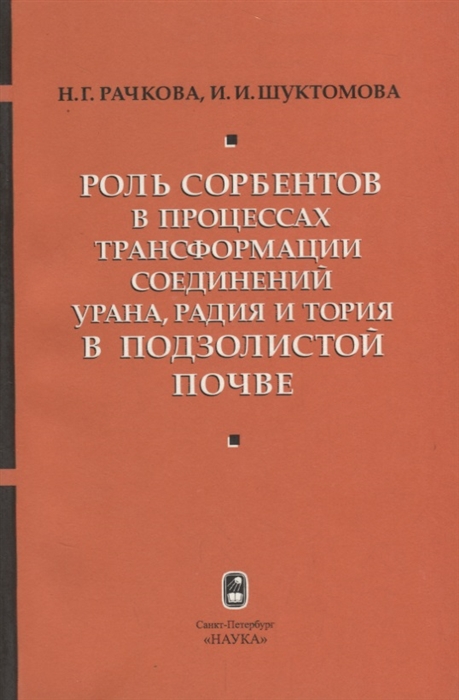 Н. Г. РАЧКОВА, И. И. ШУКТОМОВА
РОЛЬ СОРБЕНТОВ
В ПРОЦЕССАХ
ТРАНСФОРМАЦИИ
СОЕДИНЕНИЙ
УРАНА, РАДИЯ И ТОРИЯ
В ПОДЗОЛИСТОЙ
ПОЧВЕ
Санкт-Петербург
«НАУКА»